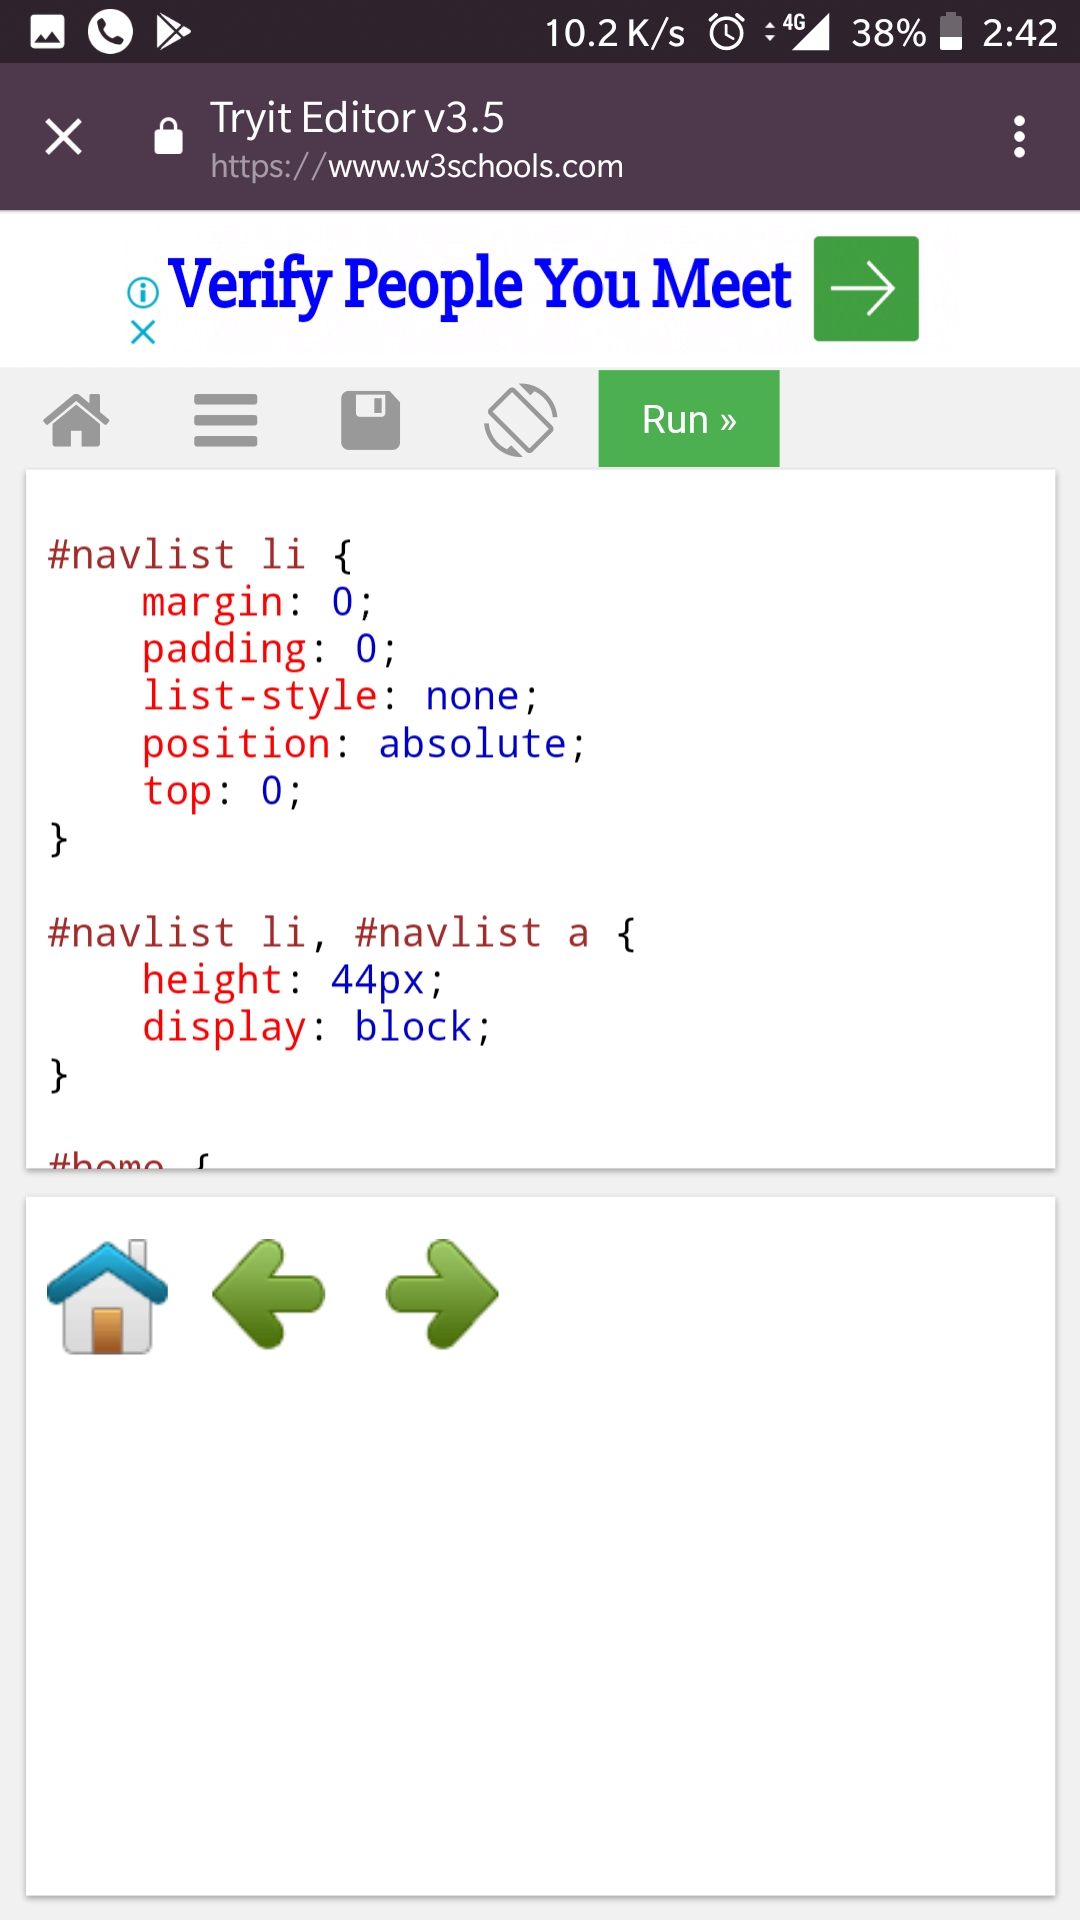 10.2 K/s 4G 38% 2:42
Tryit Editor v3.5
https://www.w3schools.com
Verify People You Meet
Run »
#navlist li {
margin: 0;
padding: 0;
list-style: none;
position: absolute;
top: 0;
}
#navlist li, #navlist a {
height: 44px;
display: block;
}
#home {